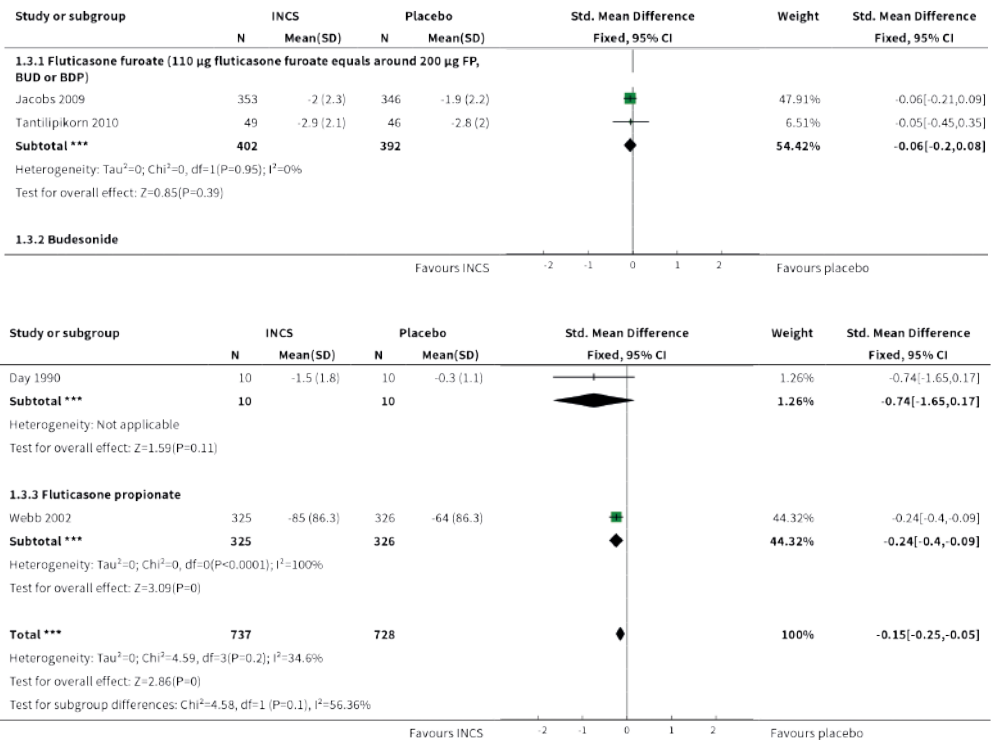 Study or subgroup INCS Placebo Std. Mean Difference Weight Std. Mean Difference
N Mean(SD) N Mean(SD) Fixed, 95% CI Fixed, 95% CI
1.3.1 Fluticasone furoate (110 µg fluticasone furoate equals around 200 µg FP,
BUD or BDP)
Jacobs 2009 353 -2 (2.3) 346 -1.9 (2.2) 47.91% -0.06[-0.21,0.09]
Tantilipikorn 2010 49 -2.9 (2.1) 46 -2.8 (2) 6.51% -0.05[-0.45,0.35]
Subtotal *** 402 392 54.42% -0.06[-0.2,0.08]
Heterogeneity: Tau²=0; Chi²=0, df=1(P=0.95); I²=0%
Test for overall effect: Z=0.85(P=0.39)
1.3.2 Budesonide
Favours INCS -2 -1 0 1 2 Favours placebo
Study or subgroup INCS Placebo Std. Mean Difference Weight Std. Mean Difference
N Mean(SD) N Mean(SD) Fixed, 95% CI Fixed, 95% CI
Day 1990 10 -1.5 (1.8) 10 -0.3 (1.1) 1.26% -0.74[-1.65,0.17]
Subtotal *** 10 10 1.26% -0.74[-1.65,0.17]
Heterogeneity: Not applicable
Test for overall effect: Z=1.59(P=0.11)
1.3.3 Fluticasone propionate
Webb 2002 325 -85 (86.3) 326 -64 (86.3) 44.32% -0.24[-0.4,-0.09]
Subtotal *** 325 326 44.32% -0.24[-0.4,-0.09]
Heterogeneity: Tau²=0; Chi²=0, df=0(P<0.0001); I²=100%
Test for overall effect: Z=3.09(P=0)
Total *** 737 728 100% -0.15[-0.25,-0.05]
Heterogeneity: Tau²=0; Chi²=4.59, df=3(P=0.2); I²=34.6%
Test for overall effect: Z=2.86(P=0)
Test for subgroup differences: Chi²=4.58, df=1 (P=0.1), I²=56.36%
Favours INCS -2 -1 0 1 2 Favours placebo